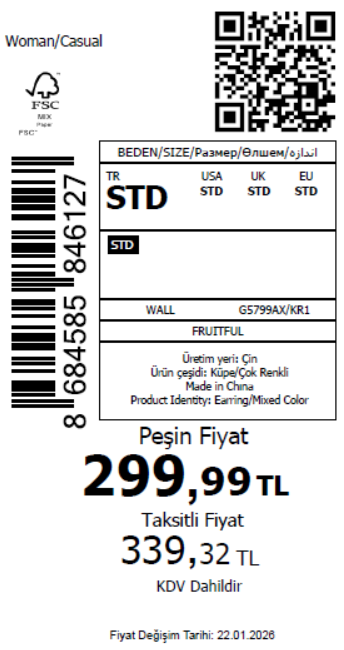 Woman/Casual
FSC
MIX
Paper
FSC™
BEDEN/SIZE/Размер/Өлшем/اندازه
TR USA UK EU
STD STD STD STD
STD
WALL G5799AX/KR1
FRUITFUL
Üretim yeri: Çin
Ürün çeşidi: Küpe/Çok Renkli
Made in China
Product Identity: Earring/Mixed Color
8 684585 846127
Peşin Fiyat
299,99 TL
Taksitli Fiyat
339,32 TL
KDV Dahildir
Fiyat Değişim Tarihi: 22.01.2026